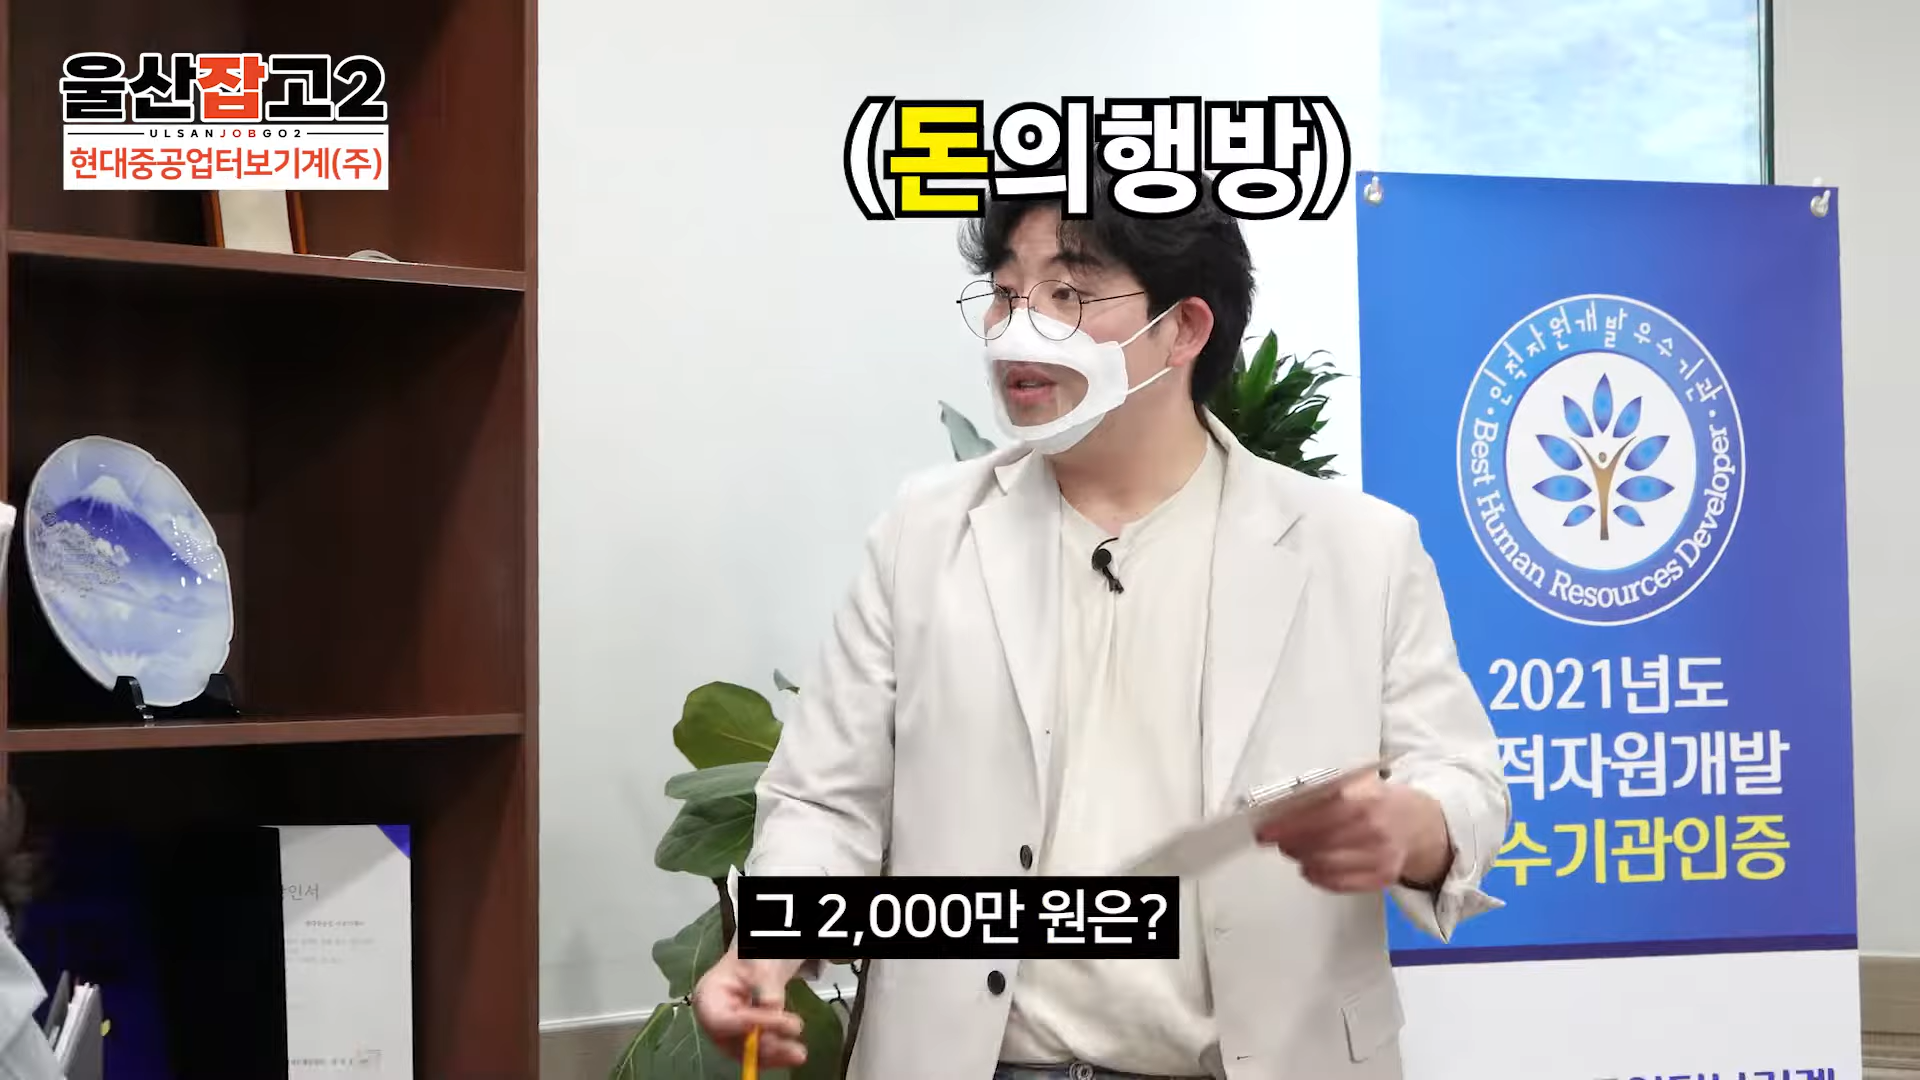 울산잡고2
ULSANJOBGO2
현대중공업터보기계(주)
(돈의행방)
·인적자원개발우수기관·
Best Human Resources Developer
2021년도
적자원개발
수기관인증
그 2,000만 원은?